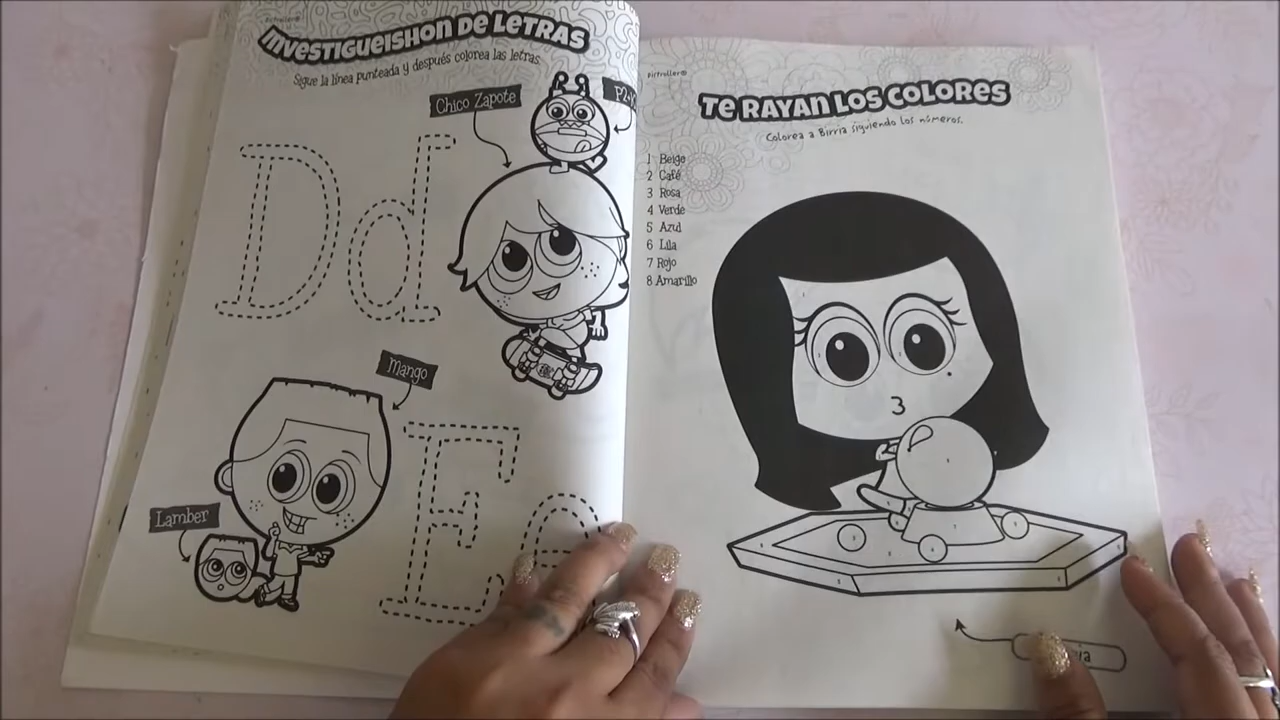 Pirtroller®
INVESTIGUEISHON DE LETRAS
Sigue la línea punteada y después colorea las letras.
Chico Zapote
D d
Mango
Lamber
E e
Pirtroller®
TE RAYAN LOS COLORES
Colorea a Birria siguiendo los números.
1 Beige
2 Café
3 Rosa
4 Verde
5 Azul
6 Lila
7 Rojo
8 Amarillo